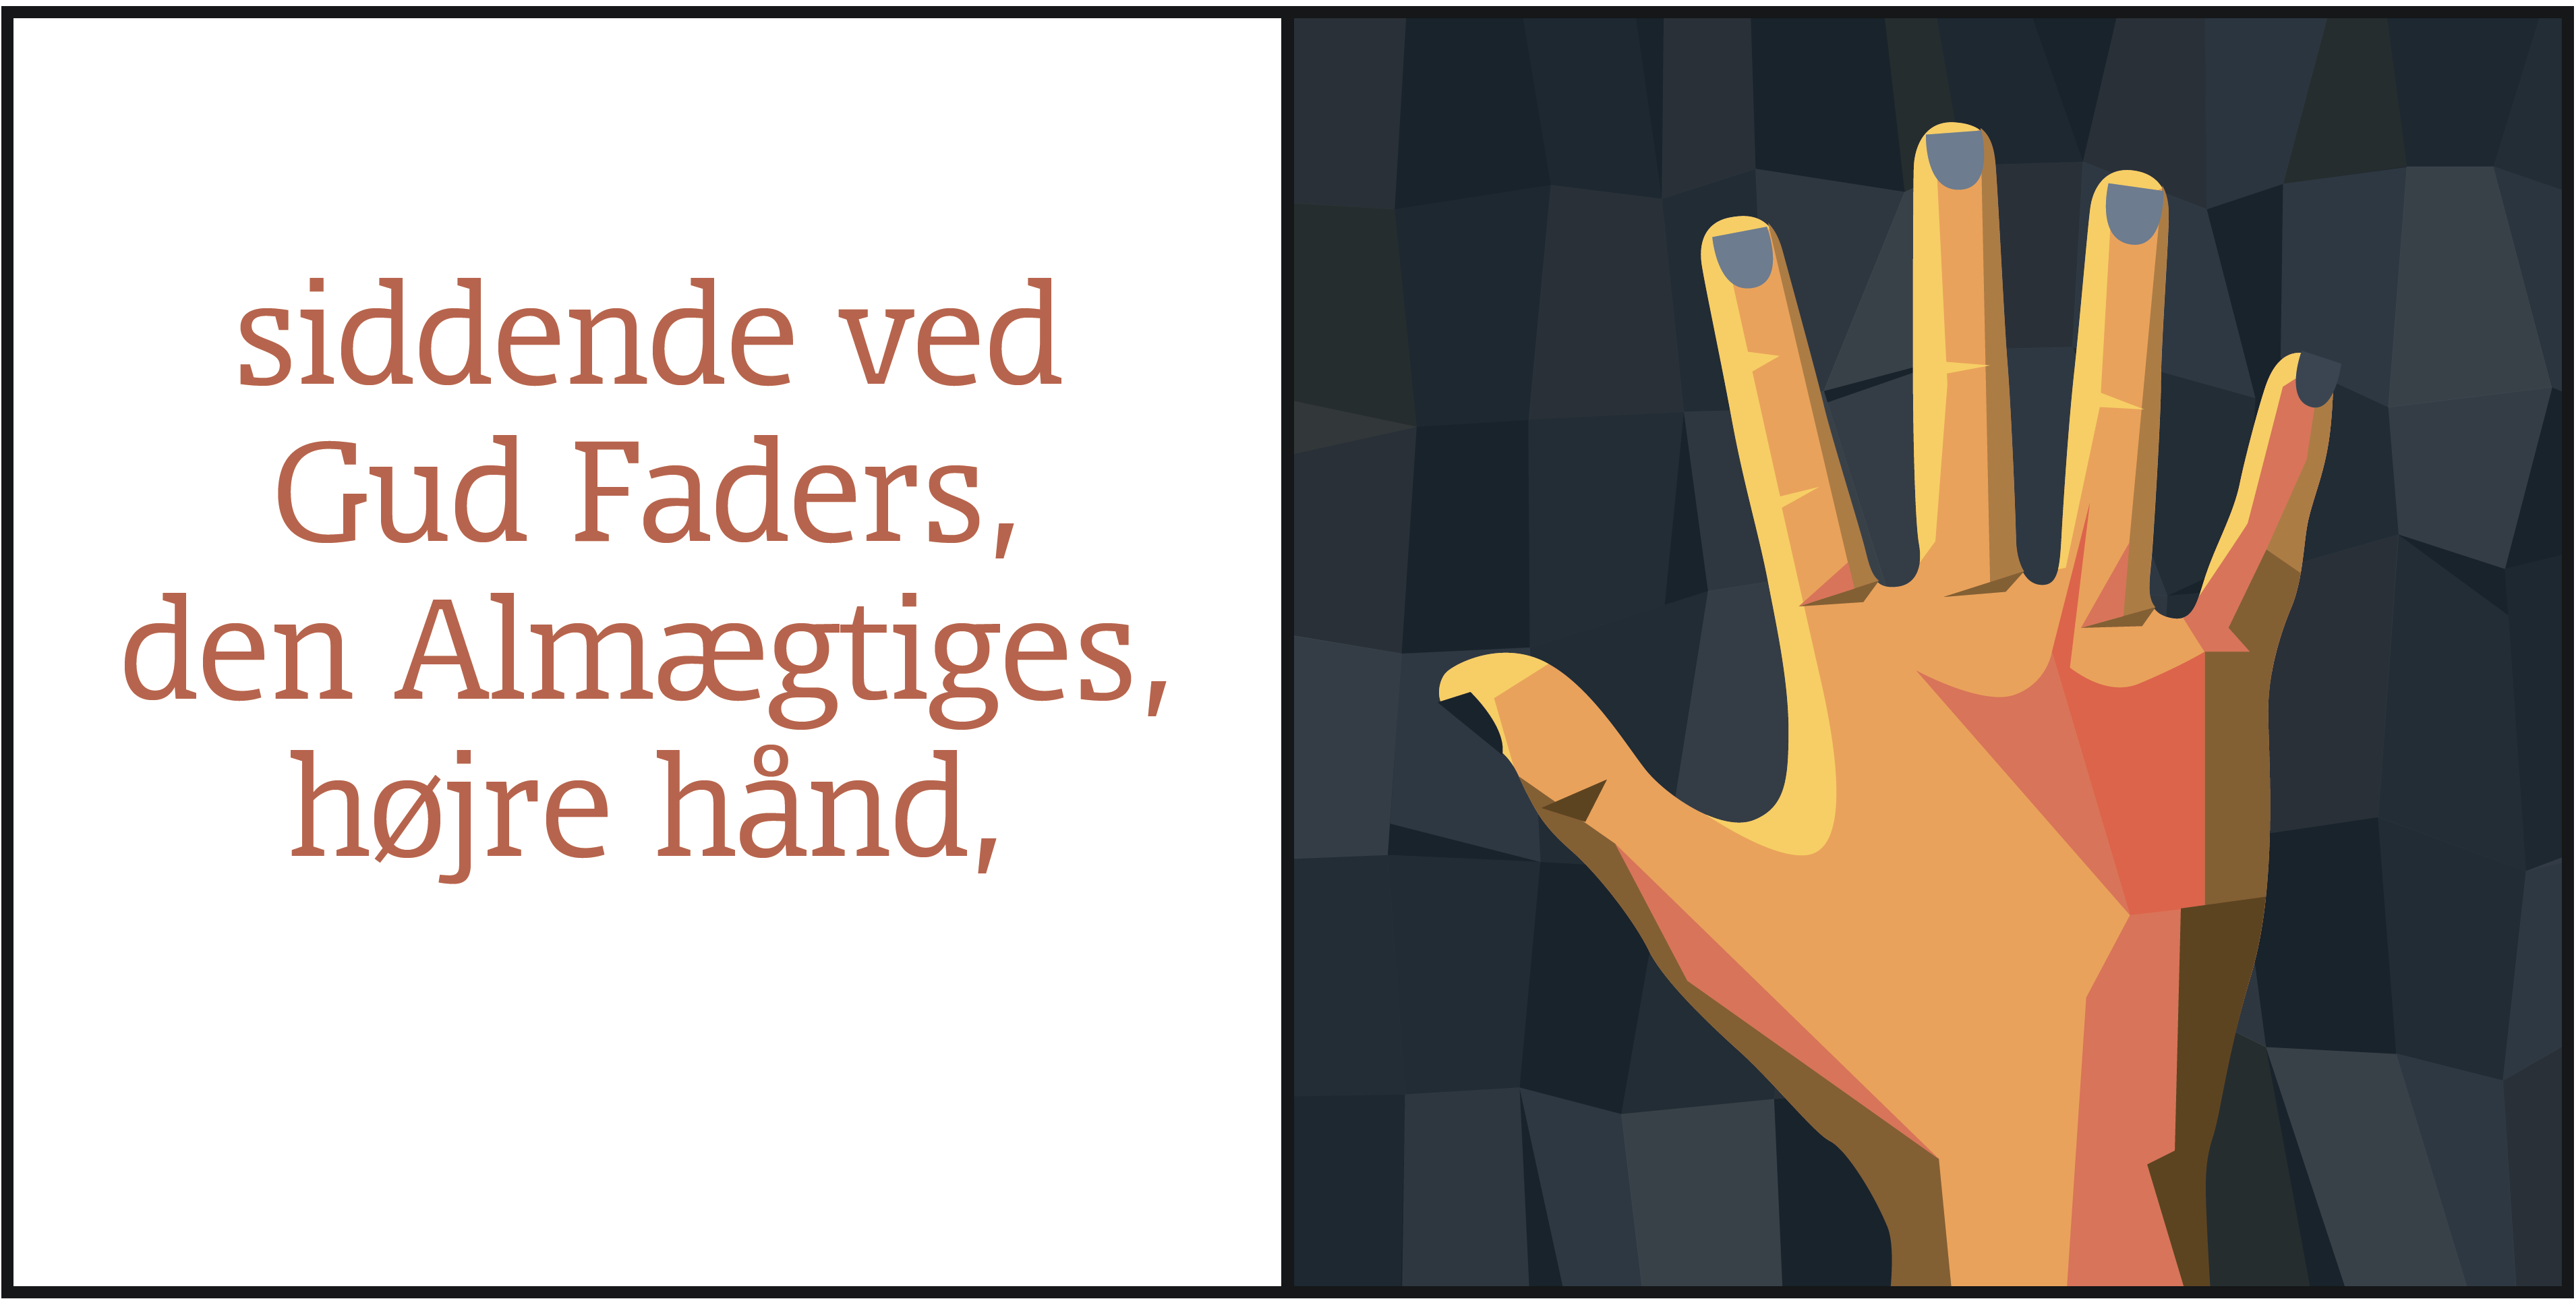 siddende ved
Gud Faders,
den Almægtiges,
højre hånd,